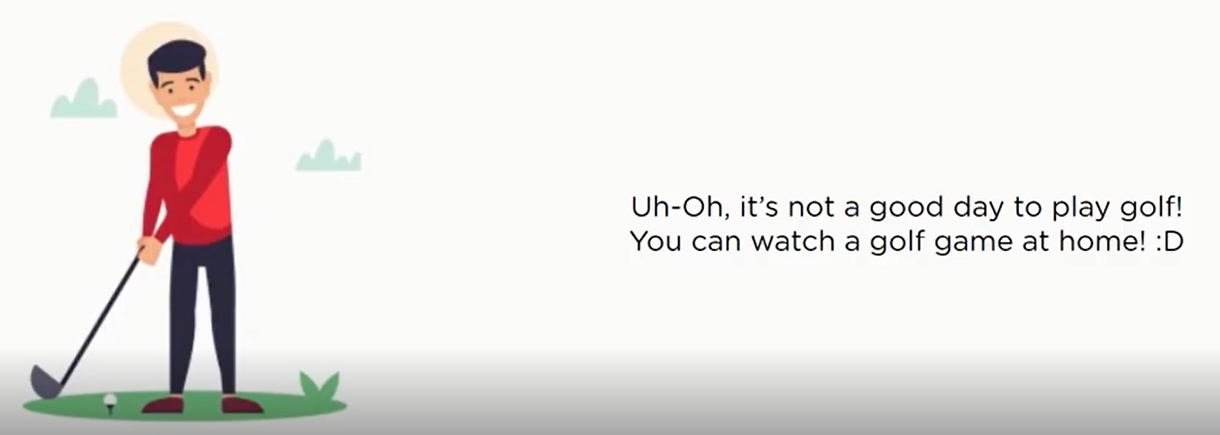 Uh-Oh, it’s not a good day to play golf!
You can watch a golf game at home! :D